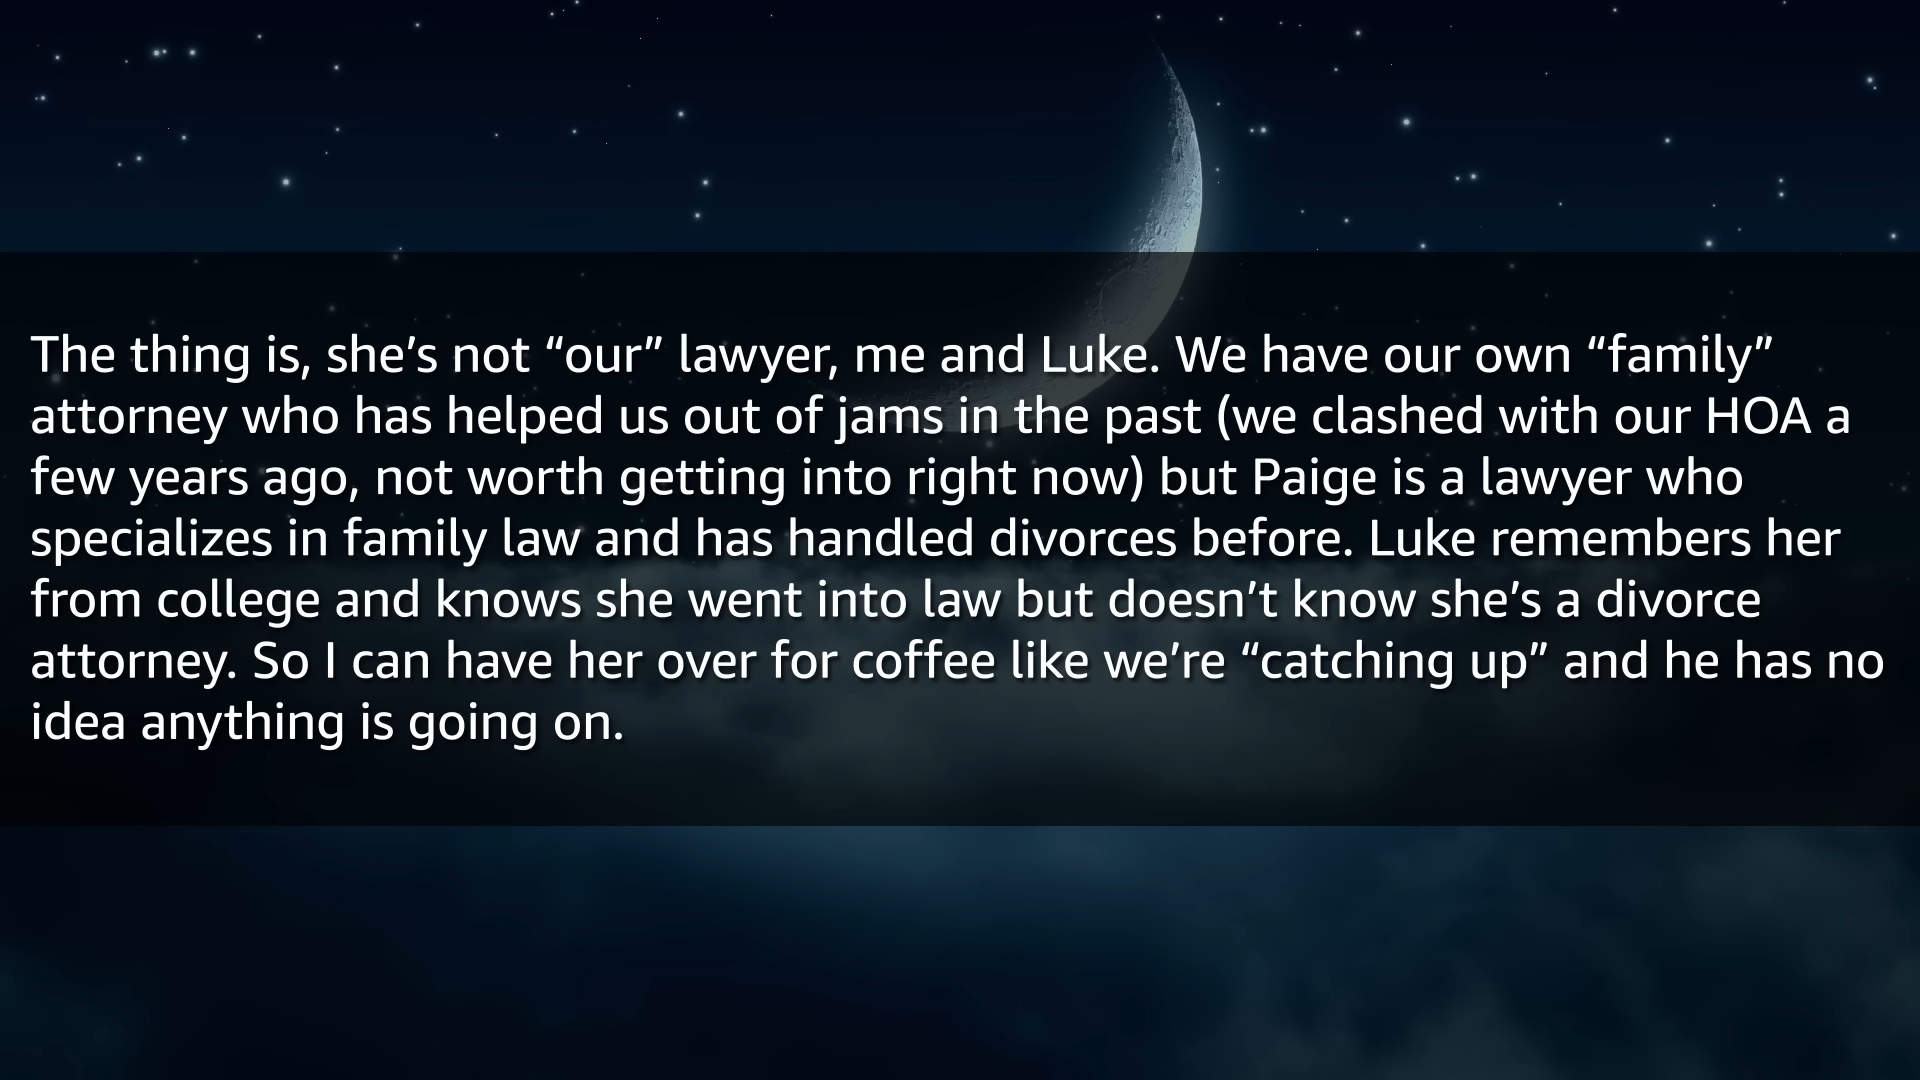 The thing is, she’s not “our” lawyer, me and Luke. We have our own “family”
attorney who has helped us out of jams in the past (we clashed with our HOA a
few years ago, not worth getting into right now) but Paige is a lawyer who
specializes in family law and has handled divorces before. Luke remembers her
from college and knows she went into law but doesn’t know she’s a divorce
attorney. So I can have her over for coffee like we’re “catching up” and he has no
idea anything is going on.